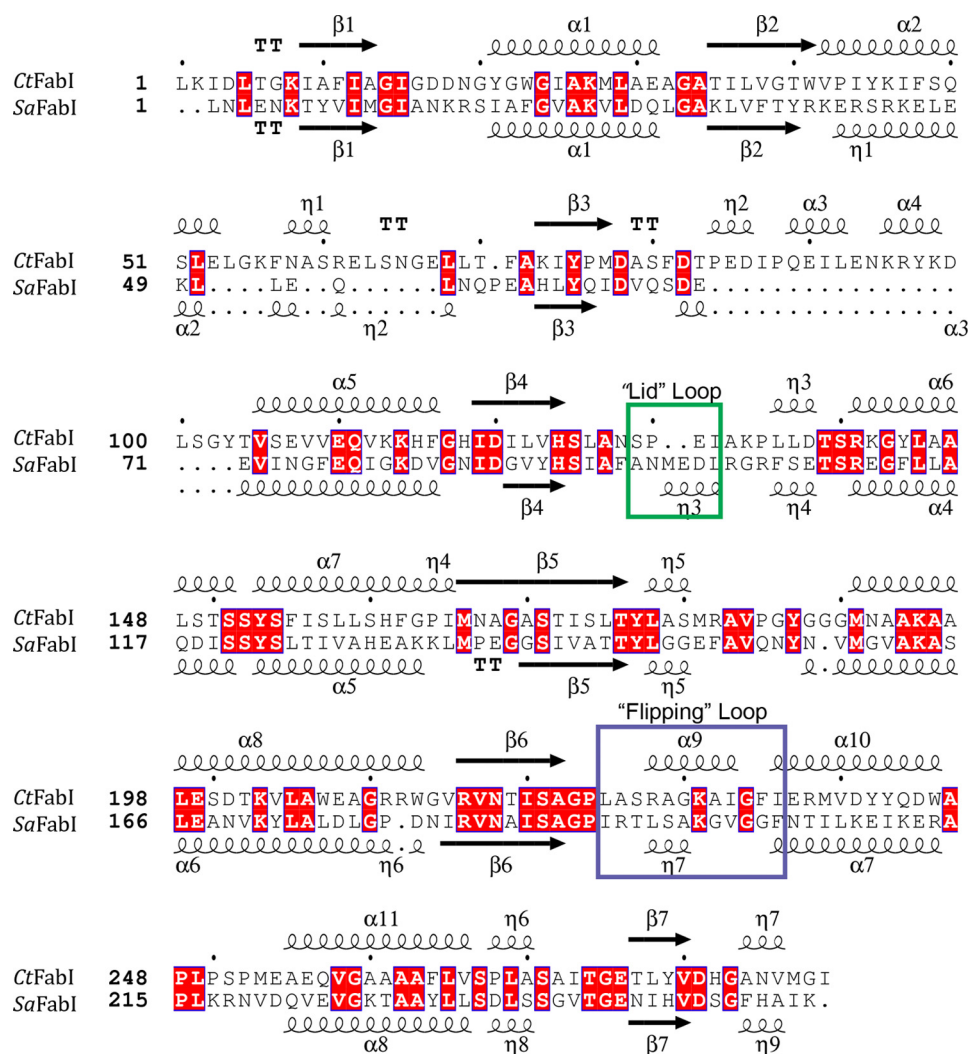 TT β1 α1 β2 α2
CtFabI 1 LKIDLTGKIAFIAGIGDDNGYGWGIAKMLAEAGATILVGTWVPIYKIFSQ
SaFabI 1 ..LNLENKTYVIMGIANKRSIAFGVAKVLDQLGAKLVFTYRKERSRKELE
TT β1 α1 β2 η1
η1 TT β3 TT η2 α3 α4
CtFabI 51 SLELGKFNASRELSNGELLT.FAKIYPMDASFDTPEDIPQEILENKRYKD
SaFabI 49 KL....LE..Q......LNQPEAHLYQIDVQSDE................
α2 η2 β3 α3
α5 β4 "Lid" Loop η3 α6
CtFabI 100 LSGYTVSEVVEQVKKHFGHIDILVHSLANSP..EIAKPLLDTSRKGYLAA
SaFabI 71 ....EVINGFEQIGKDVGNIDGVYHSIAFANMEDLRGRFSETSREGFLLA
.... β4 η3 η4 α4
α7 η4 β5 η5
CtFabI 148 LSTSSYSFISLLSHFGPIMNAGASTISLTYLASMRAVPGYGGGMNAAKAA
SaFabI 117 QDISSYSLTIVAHEAKKLMPEGGSIVATTYLGGEFAVQNYN.VMGVAKAS
α5 TT β5 η5 .
"Flipping" Loop
α8 β6 α9 α10
CtFabI 198 LESDTKVLAWEAGRRWGVRVNTISAGPLASRAGKAIGFIERMVDYYQDWA
SaFabI 166 LEANVKYLALDLGP.DNIRVNAISAGPIRTLSAKGVGGFNTILKEIKERA
α6 η6 β6 η7 α7
α11 η6 β7 η7
CtFabI 248 PLPSPMEAEQVGAAAAFLVSPLASAITGETLYVDHGANVMGI
SaFabI 215 PLKRNVDQVEVGKTAAYLLSDLSSGVTGENIHVDSGFHAIK.
α8 η8 β7 η9